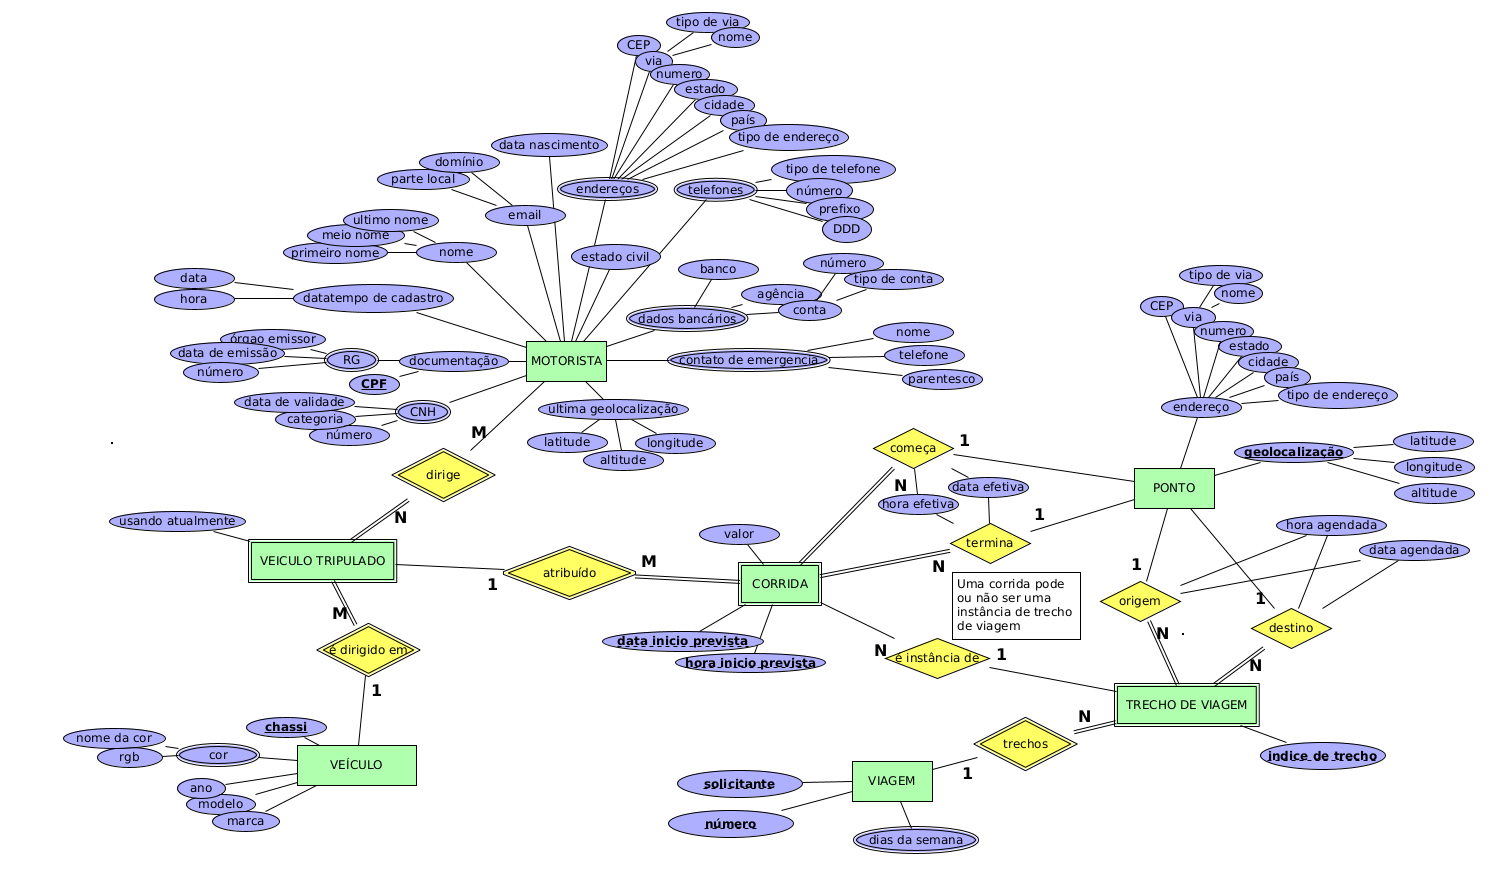 tipo de via
nome
CEP
via
numero
estado
cidade
país
tipo de endereço
data nascimento
domínio
parte local
email
endereços
telefones
tipo de telefone
número
prefixo
DDD
ultimo nome
meio nome
primeiro nome
nome
estado civil
banco
número
tipo de conta
agência
conta
dados bancários
data
hora
datatempo de cadastro
órgao emissor
data de emissão
número
RG
documentação
CPF
MOTORISTA
contato de emergencia
nome
telefone
parentesco
data de validade
categoria
número
CNH
ultima geolocalização
latitude
altitude
longitude
tipo de via
nome
CEP
via
numero
estado
cidade
país
tipo de endereço
endereço
M
dirige
N
começa
1
N
data efetiva
hora efetiva
1
termina
N
PONTO
geolocalização
latitude
longitude
altitude
usando atualmente
VEICULO TRIPULADO
1
atribuído
M
valor
CORRIDA
data inicio prevista
hora inicio prevista
Uma corrida pode
ou não ser uma
instância de trecho
de viagem
hora agendada
data agendada
1
origem
N
1
destino
N
M
é dirigido em
1
N
é instância de
1
TRECHO DE VIAGEM
indice de trecho
N
trechos
1
chassi
nome da cor
rgb
cor
ano
modelo
marca
VEÍCULO
solicitante
número
VIAGEM
dias da semana